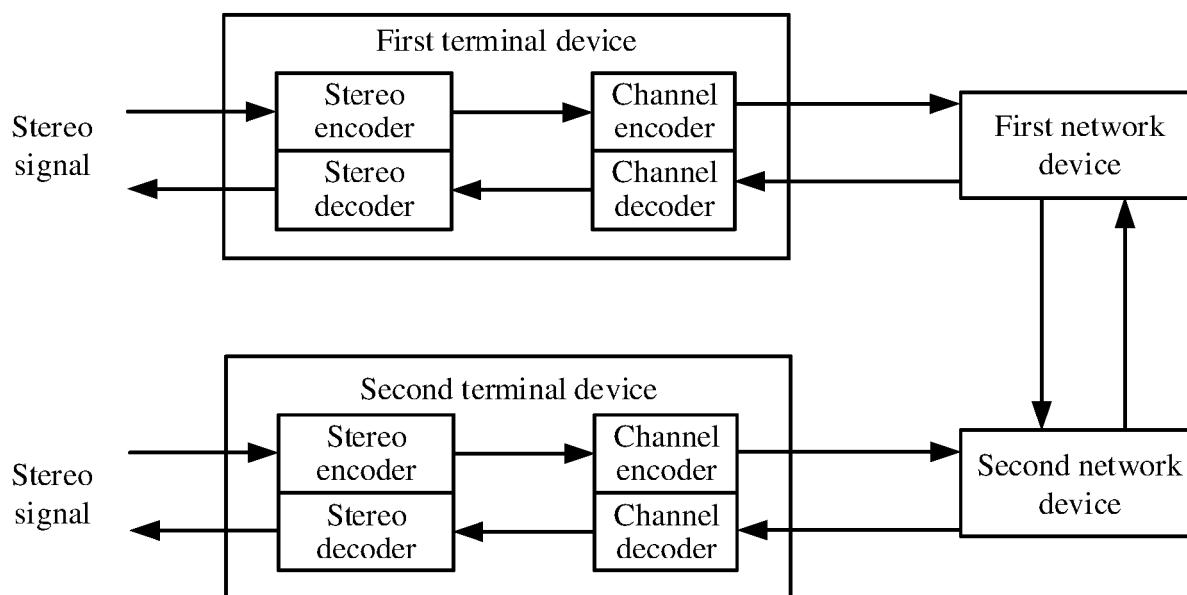 First terminal device
Stereo
signal
Stereo
encoder
Channel
encoder
Stereo
decoder
Channel
decoder
First network
device
Second terminal device
Stereo
signal
Stereo
encoder
Channel
encoder
Stereo
decoder
Channel
decoder
Second network
device